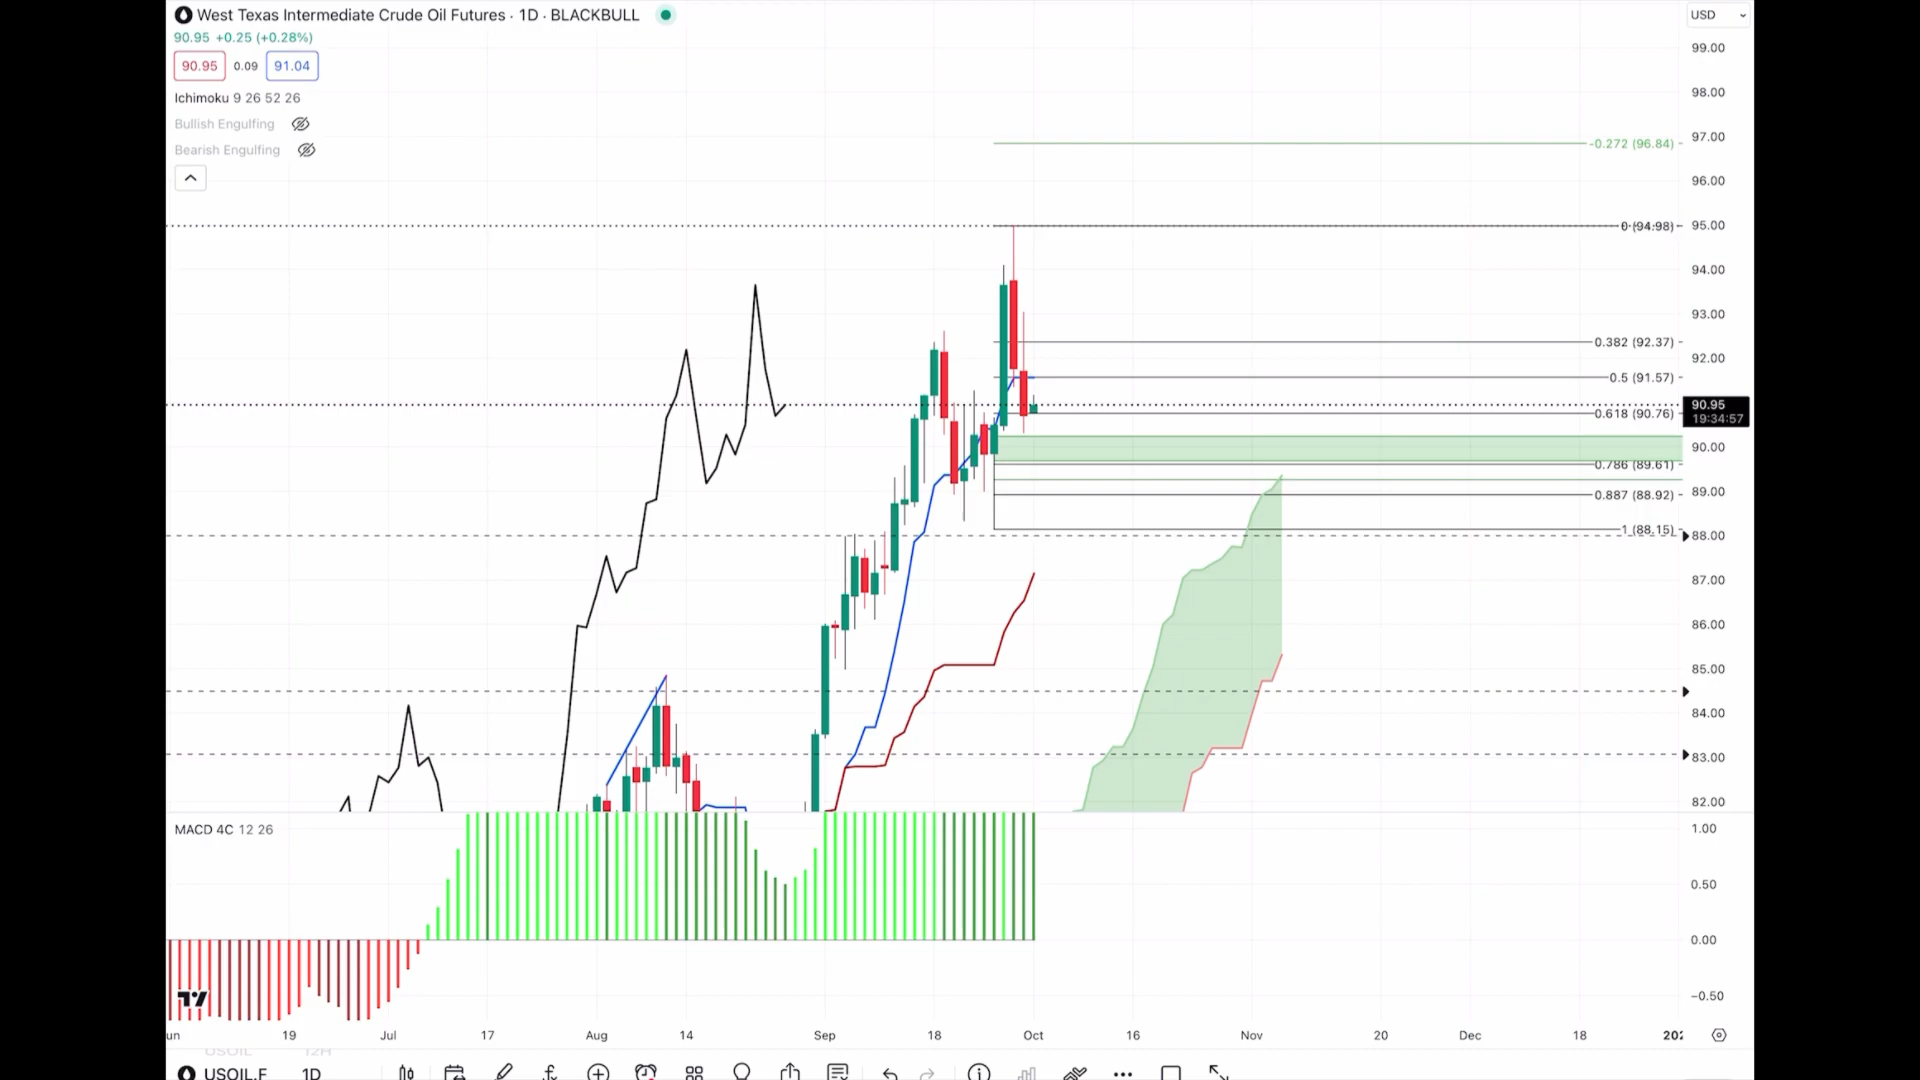 West Texas Intermediate Crude Oil Futures · 1D · BLACKBULL
USD
90.95 +0.25 (+0.28%)
90.95 0.09 91.04
Ichimoku 9 26 52 26
Bullish Engulfing
Bearish Engulfing
99.00
98.00
97.00
-0.272 (96.84)
96.00
95.00
0 (94.98)
94.00
93.00
0.382 (92.37)
92.00
0.5 (91.57)
90.95
19:34:57
0.618 (90.76)
90.00
0.786 (89.61)
89.00
0.887 (88.92)
1 (88.15)
88.00
87.00
86.00
85.00
84.00
83.00
82.00
MACD 4C 12 26
1.00
0.50
0.00
−0.50
un 19 Jul 17 Aug 14 Sep 18 Oct 16 Nov 20 Dec 18 202
USOIL 12H
USOIL.F 1D